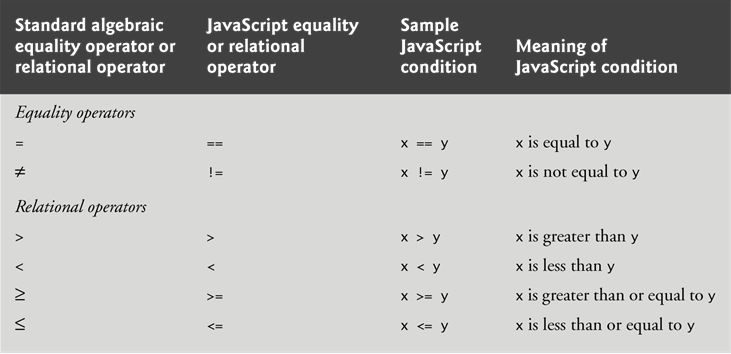 Standard algebraic equality operator or relational operator
JavaScript equality or relational operator
Sample JavaScript condition
Meaning of JavaScript condition
Equality operators
= == x == y x is equal to y
≠ != x != y x is not equal to y
Relational operators
> > x > y x is greater than y
< < x < y x is less than y
≥ >= x >= y x is greater than or equal to y
≤ <= x <= y x is less than or equal to y